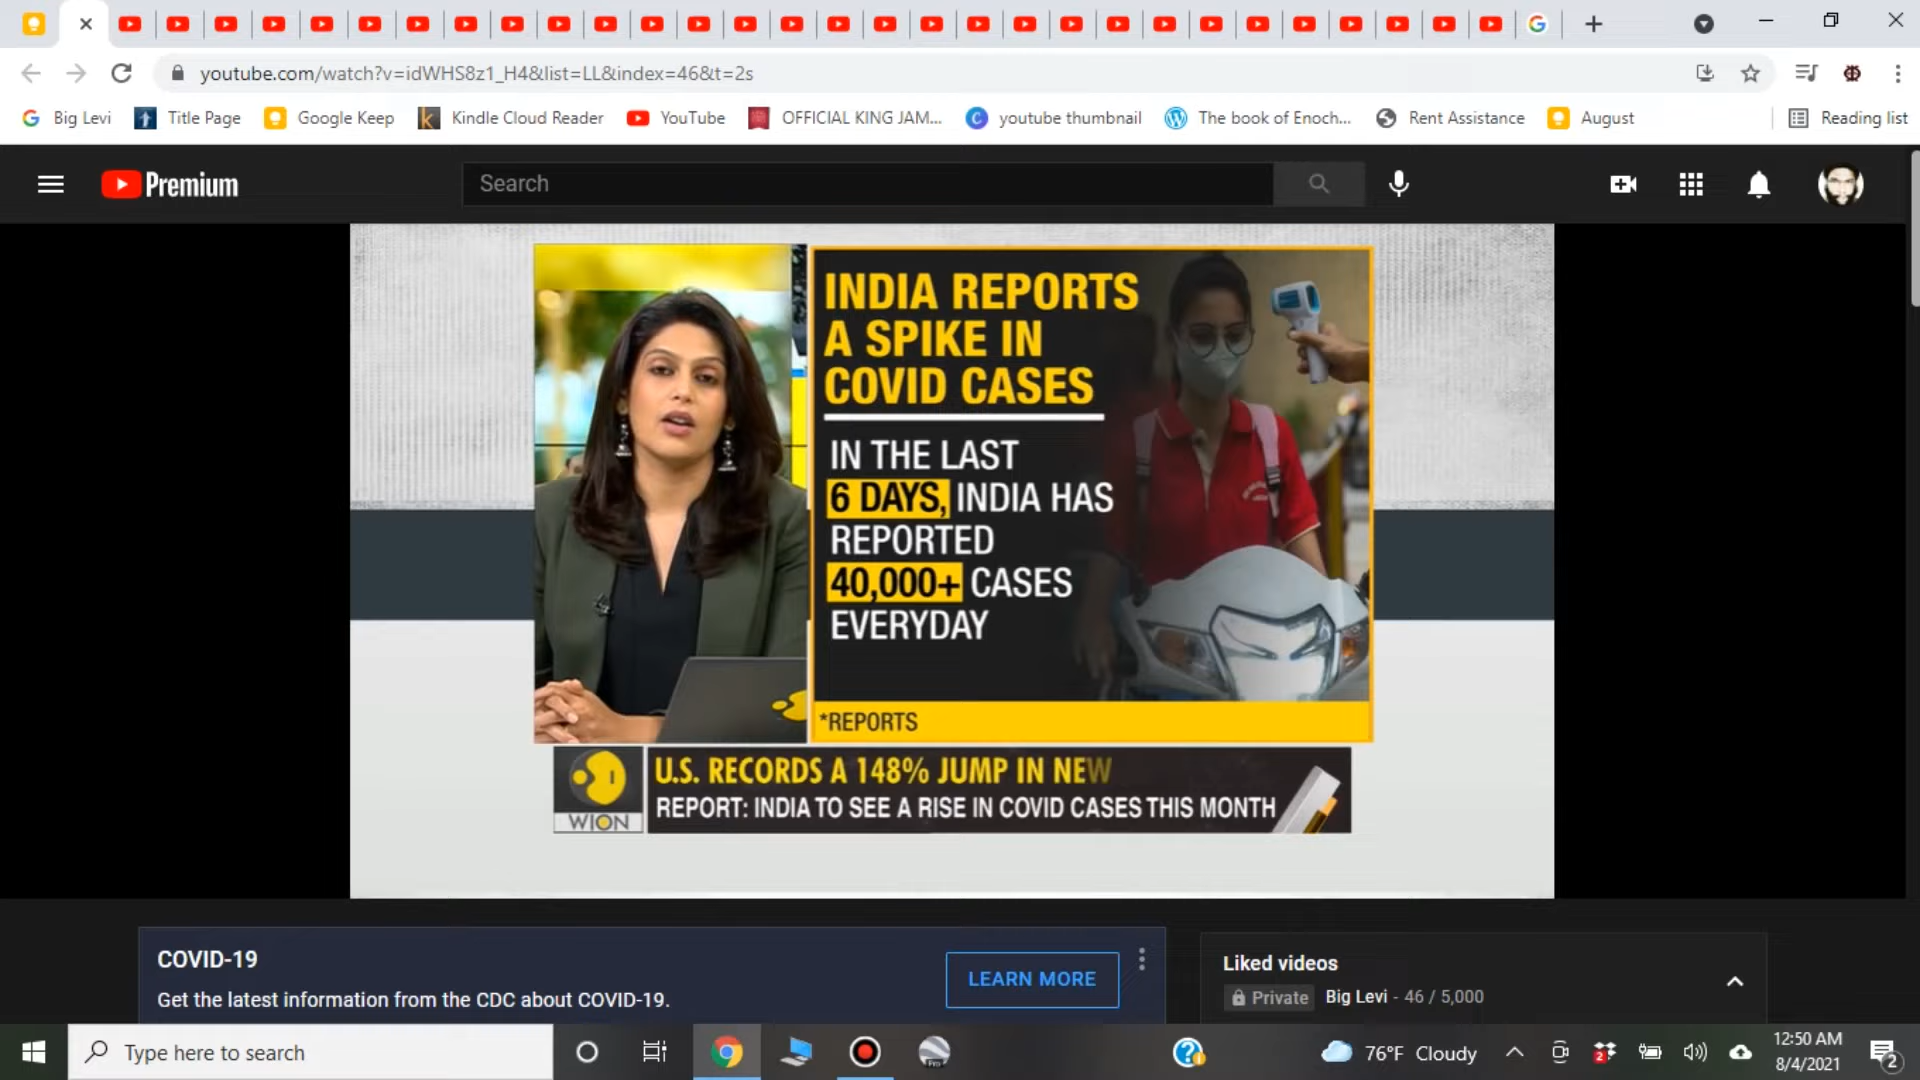 youtube.com/watch?v=idWHS8z1_H4&list=LL&index=46&t=2s
Big Levi
Title Page
Google Keep
Kindle Cloud Reader
YouTube
OFFICIAL KING JAM...
youtube thumbnail
The book of Enoch...
Rent Assistance
August
Reading list
Premium
Search
INDIA REPORTS
A SPIKE IN
COVID CASES
IN THE LAST
6 DAYS, INDIA HAS
REPORTED
40,000+ CASES
EVERYDAY
*REPORTS
WION
U.S. RECORDS A 148% JUMP IN NEW
REPORT: INDIA TO SEE A RISE IN COVID CASES THIS MONTH
COVID-19
Get the latest information from the CDC about COVID-19.
LEARN MORE
Liked videos
Private Big Levi - 46 / 5,000
Type here to search
76°F Cloudy
12:50 AM
8/4/2021
2
2